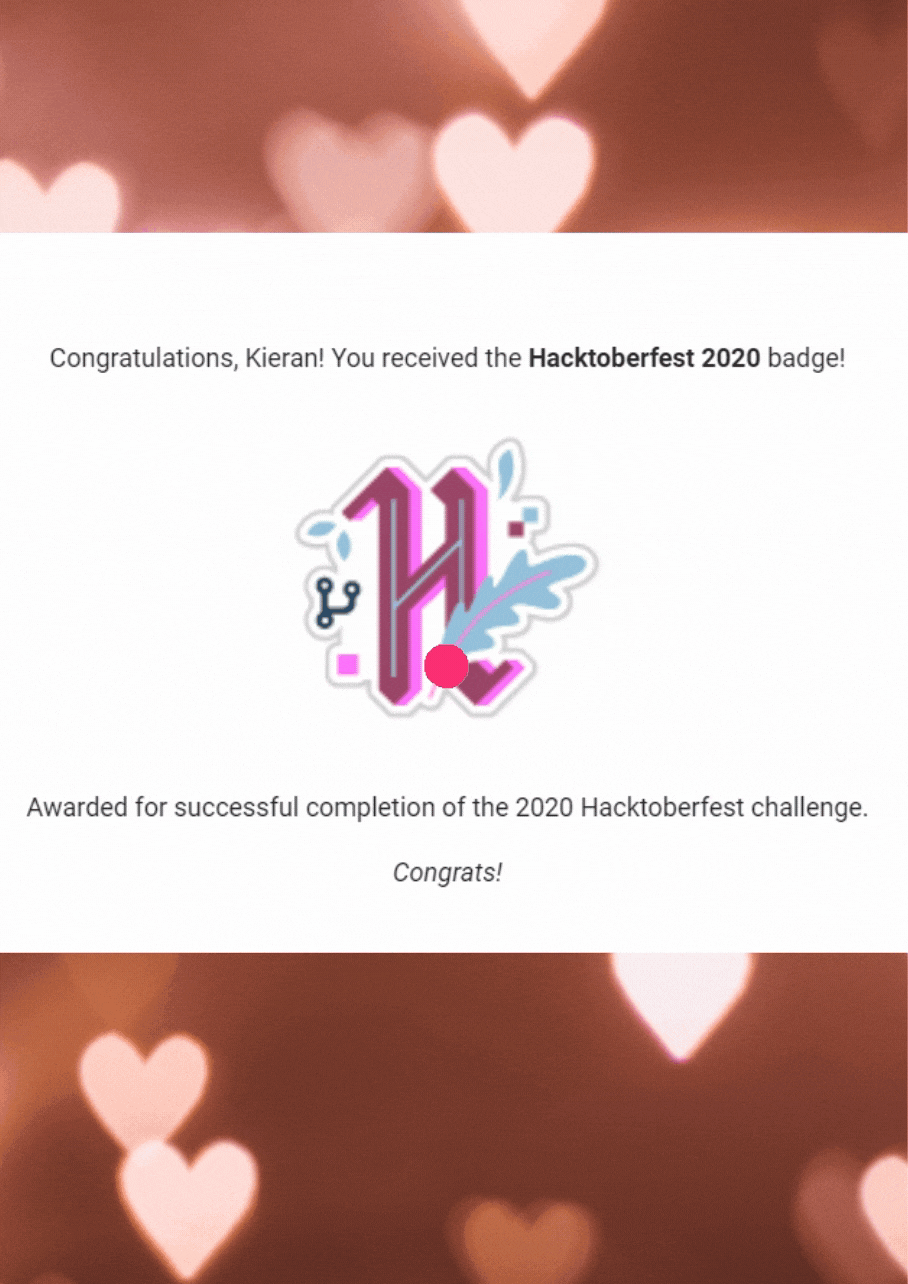 Congratulations, Kieran! You received the Hacktoberfest 2020 badge!
H
Awarded for successful completion of the 2020 Hacktoberfest challenge.
Congrats!